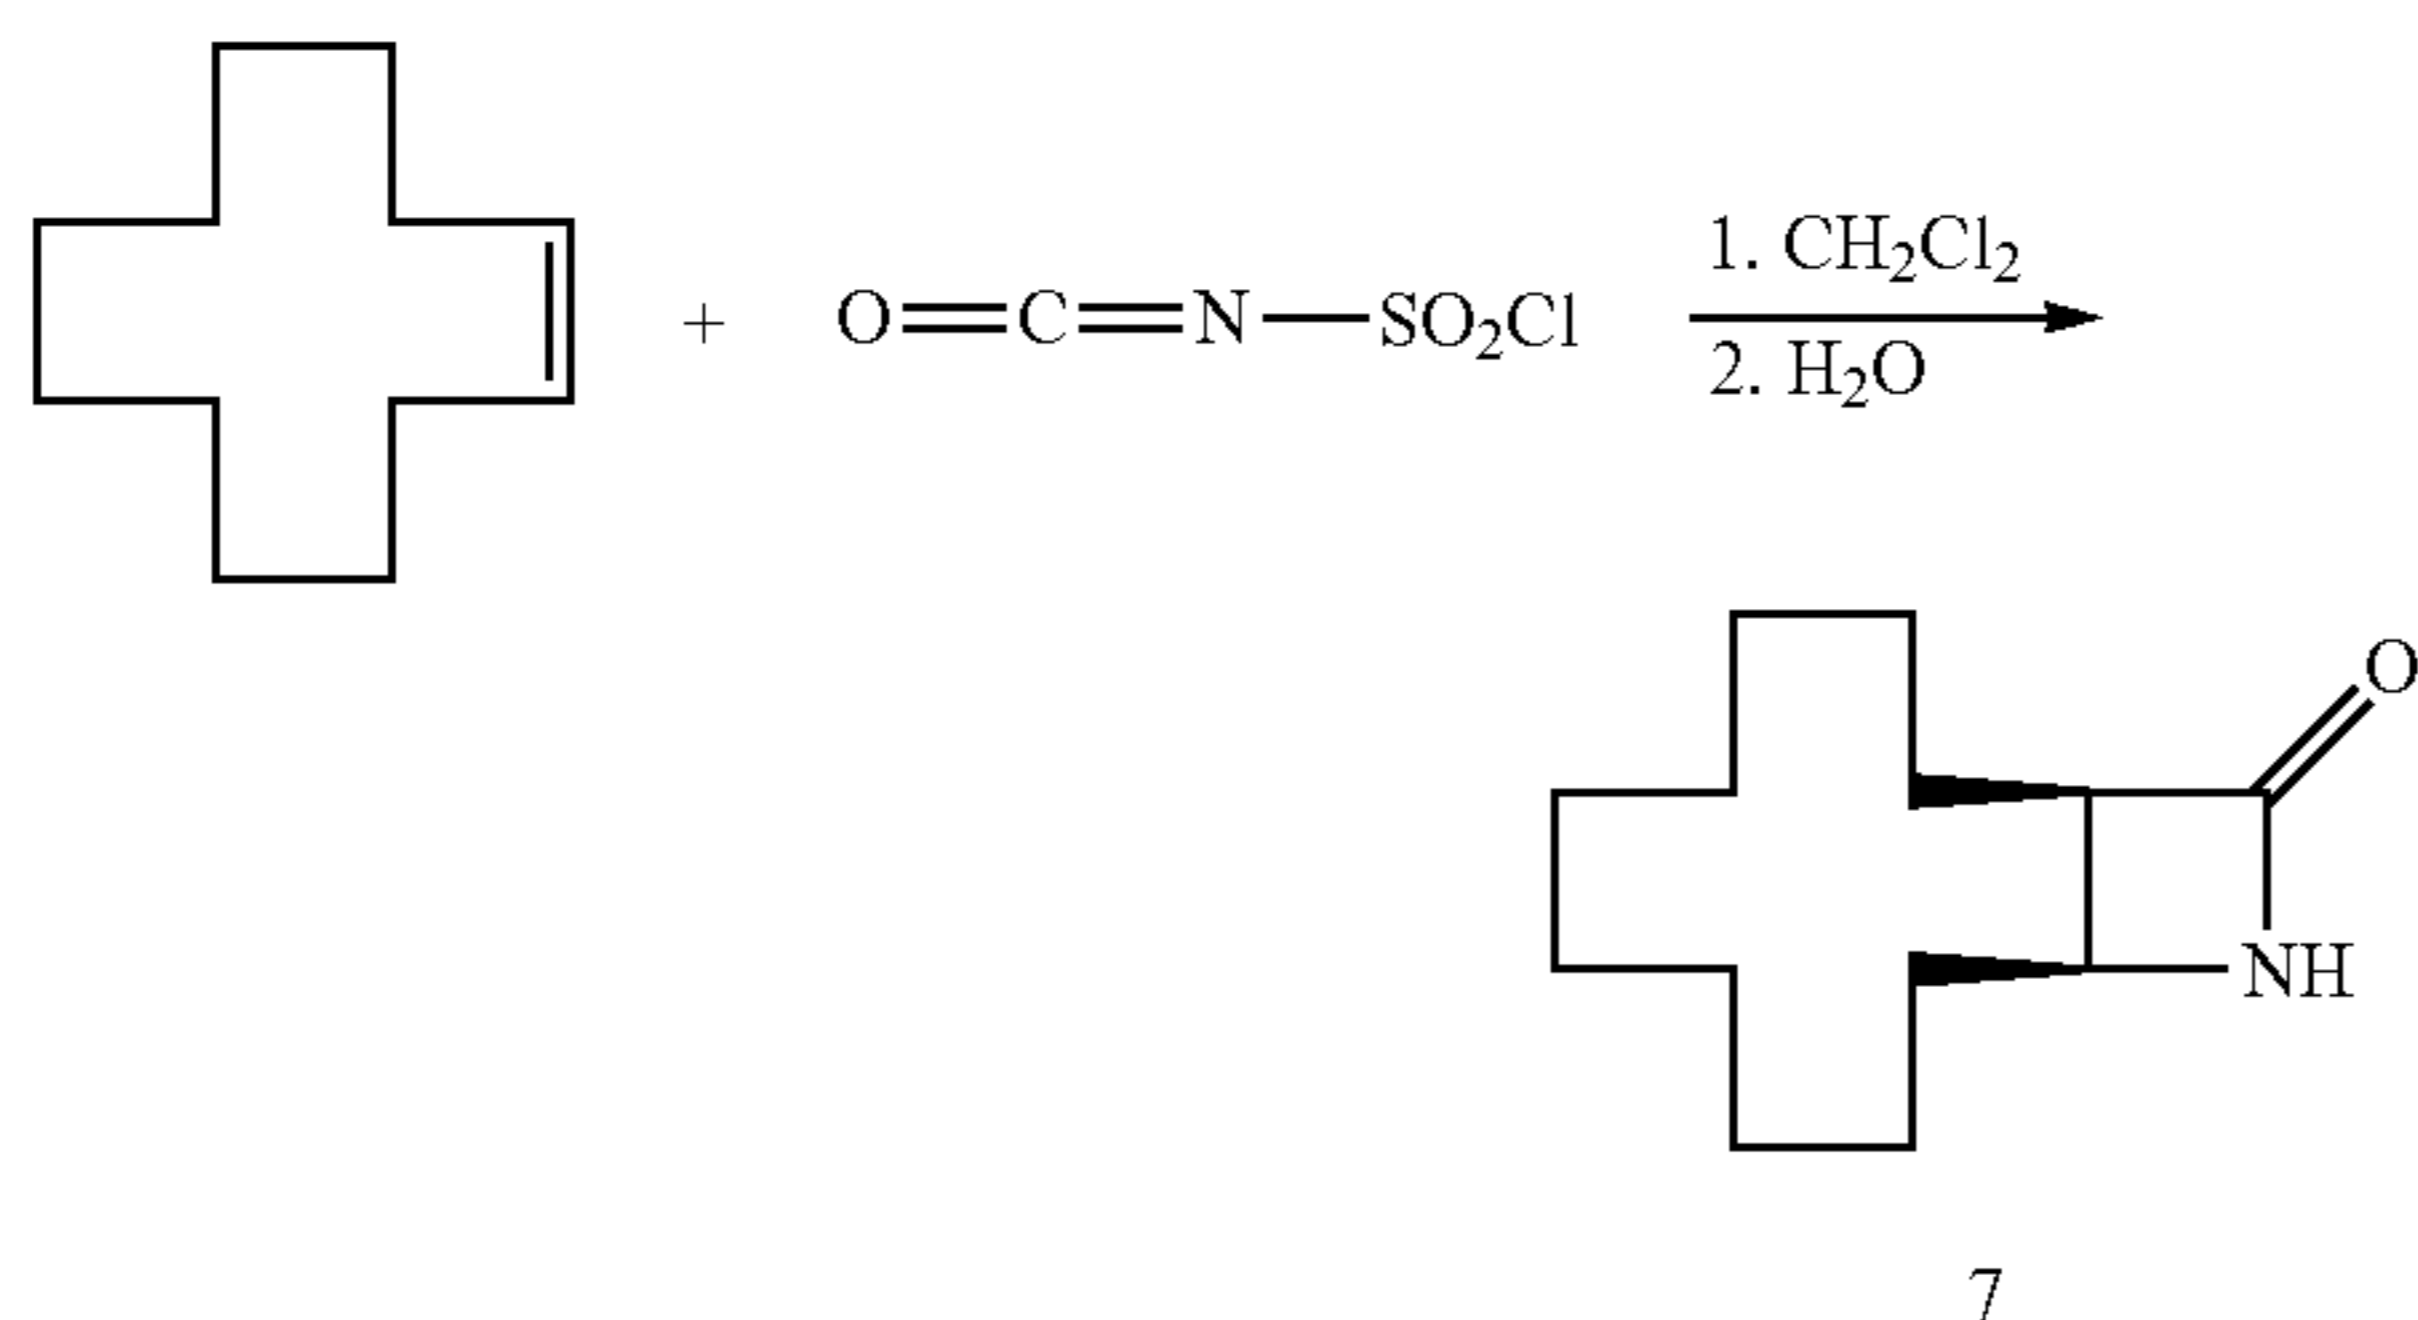 1. CH₂Cl₂
+ O=C=N—SO₂Cl
2. H₂O
O
NH
7